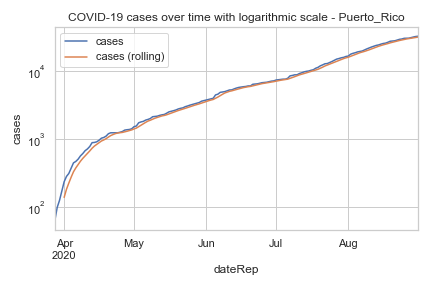 COVID-19 cases over time with logarithmic scale - Puerto_Rico
cases
cases (rolling)
10^4
10^3
10^2
cases
Apr
2020
May
Jun
Jul
Aug
dateRep